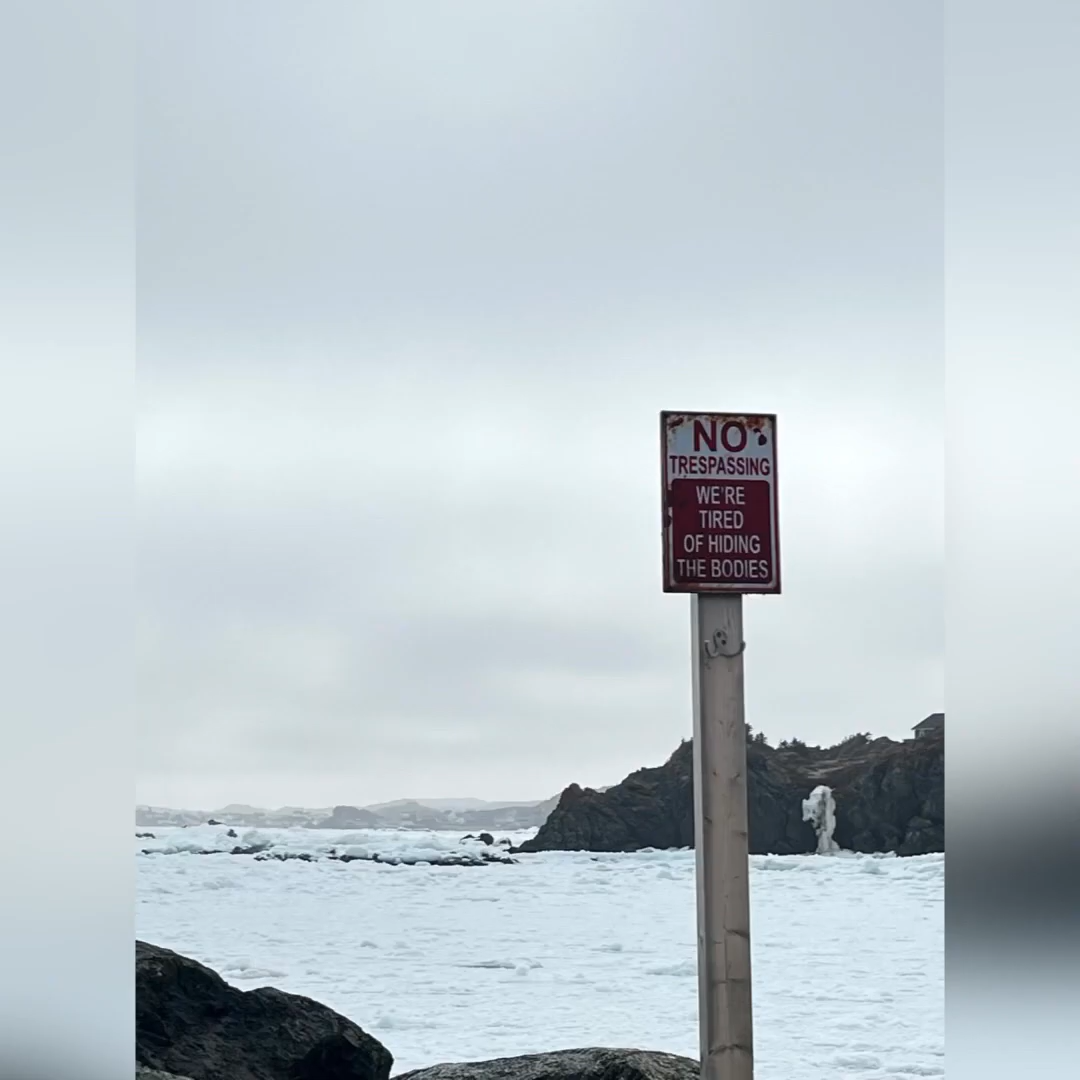 NO
TRESPASSING
WE'RE
TIRED
OF HIDING
THE BODIES